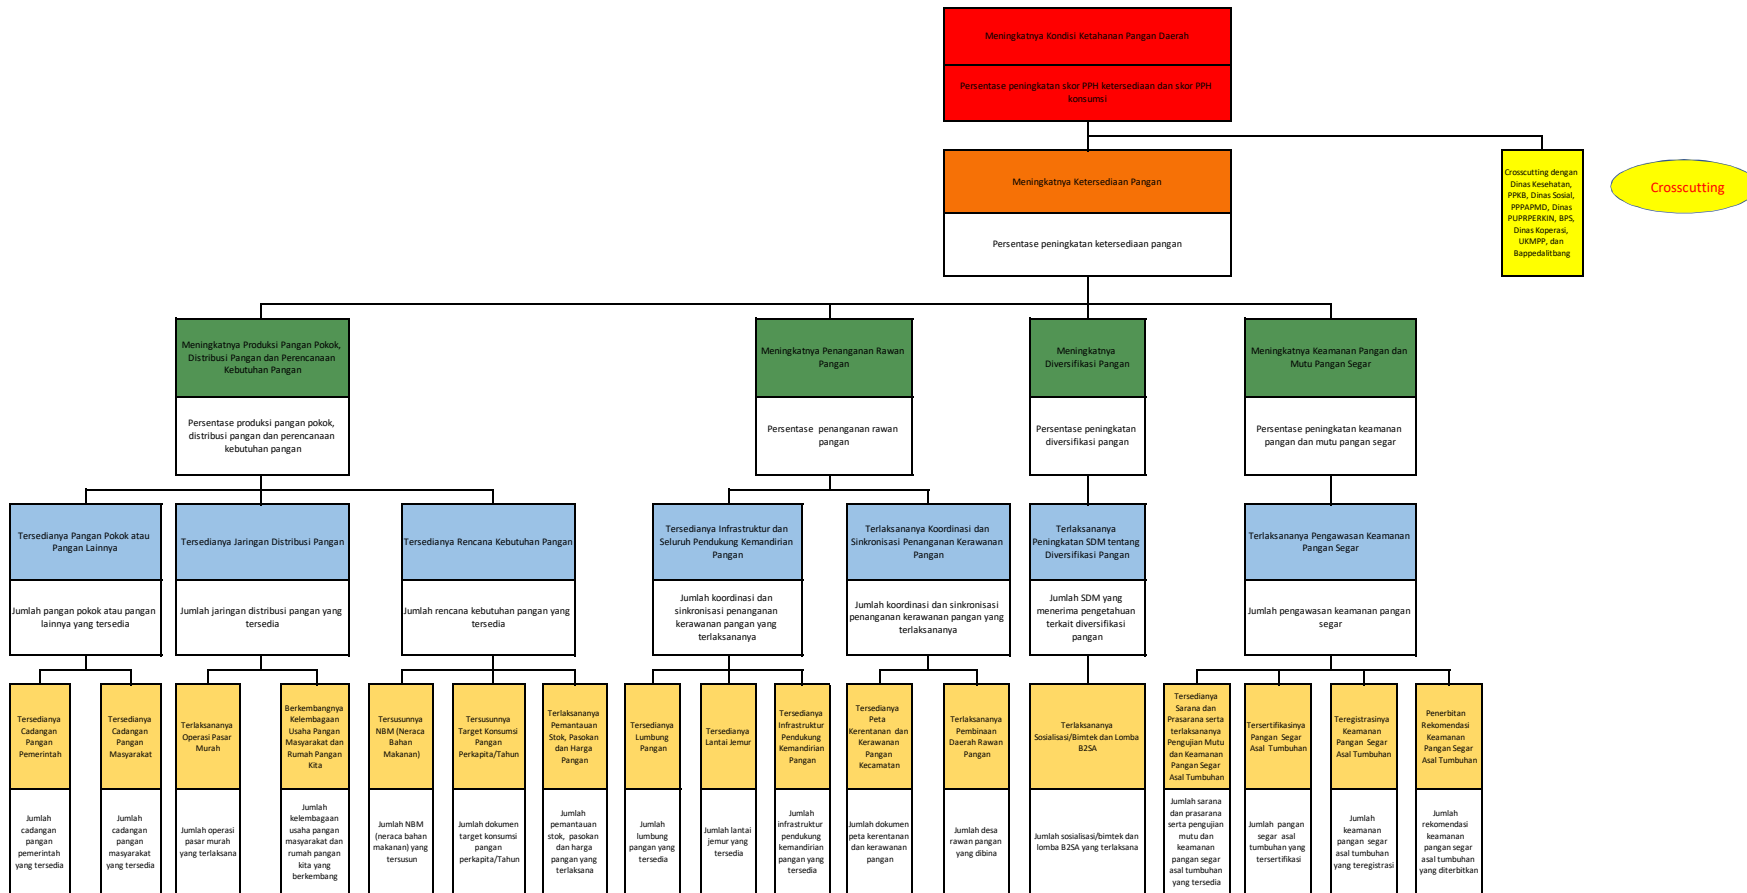 Meningkatnya Kondisi Ketahanan Pangan Daerah
Persentase peningkatan skor PPH ketersediaan dan skor PPH
konsumsi
Meningkatnya Ketersediaan Pangan
Persentase peningkatan ketersediaan pangan
Crosscutting dengan
Dinas Kesehatan,
PPKB, Dinas Sosial,
PPPAPMD, Dinas
PUPRPERKIN, BPS,
Dinas Koperasi,
UKMPP, dan
Bappedalitbang
Crosscutting
Meningkatnya Produksi Pangan Pokok,
Distribusi Pangan dan Perencanaan
Kebutuhan Pangan
Persentase produksi pangan pokok,
distribusi pangan dan perencanaan
kebutuhan pangan
Meningkatnya Penanganan Rawan
Pangan
Persentase  penanganan rawan
pangan
Meningkatnya
Diversifikasi Pangan
Persentase peningkatan
diversifikasi pangan
Meningkatnya Keamanan Pangan dan
Mutu Pangan Segar
Persentase peningkatan keamanan
pangan dan mutu pangan segar
Tersedianya Pangan Pokok atau
Pangan Lainnya
Jumlah pangan pokok atau pangan
lainnya yang tersedia
Tersedianya Jaringan Distribusi Pangan
Jumlah jaringan distribusi pangan yang
tersedia
Tersedianya Rencana Kebutuhan Pangan
Jumlah rencana kebutuhan pangan yang
tersedia
Tersedianya Infrastruktur dan
Seluruh Pendukung Kemandirian
Pangan
Jumlah koordinasi dan
sinkronisasi penanganan
kerawanan pangan yang
terlaksananya
Terlaksananya Koordinasi dan
Sinkronisasi Penanganan Kerawanan
Pangan
Jumlah koordinasi dan sinkronisasi
penanganan kerawanan pangan yang
terlaksananya
Terlaksananya
Peningkatan SDM tentang
Diversifikasi Pangan
Jumlah SDM yang
menerima pengetahuan
terkait diversifikasi
pangan
Terlaksananya Pengawasan Keamanan
Pangan Segar
Jumlah pengawasan keamanan pangan
segar
Tersedianya
Cadangan
Pangan
Pemerintah
Jumlah
cadangan
pangan
pemerintah
yang tersedia
Tersedianya
Cadangan
Pangan
Masyarakat
Jumlah
cadangan
pangan
masyarakat
yang tersedia
Terlaksananya
Operasi Pasar
Murah
Jumlah operasi
pasar murah
yang terlaksana
Berkembangnya
Kelembagaan
Usaha Pangan
Masyarakat dan
Rumah Pangan
Kita
Jumlah
kelembagaan
usaha pangan
masyarakat dan
rumah pangan
kita yang
berkembang
Tersusunnya
NBM (Neraca
Bahan
Makanan)
Jumlah NBM
(neraca bahan
makanan) yang
tersusun
Tersusunnya
Target Konsumsi
Pangan
Perkapita/Tahun
Jumlah dokumen
target konsumsi
pangan
perkapita/Tahun
Terlaksananya
Pemantauan
Stok, Pasokan
dan Harga
Pangan
Jumlah
pemantauan
stok,  pasokan
dan harga
pangan yang
terlaksana
Tersedianya
Lumbung
Pangan
Jumlah
lumbung
pangan yang
tersedia
Tersedianya
Lantai Jemur
Jumlah lantai
jemur yang
tersedia
Tersedianya
Infrastruktur
Pendukung
Kemandirian
Pangan
Jumlah
infrastruktur
pendukung
kemandirian
pangan yang
tersedia
Tersedianya
Peta
Kerentanan  dan
Kerawanan
Pangan
Kecamatan
Jumlah dokumen
peta kerentanan
dan kerawanan
pangan
Terlaksananya
Pembinaan
Daerah Rawan
Pangan
Jumlah desa
rawan pangan
yang dibina
Terlaksananya
Sosialisasi/Bimtek dan Lomba
B2SA
Jumlah sosialisasi/bimtek dan
lomba B2SA yang terlaksana
Tersedianya
Sarana dan
Prasarana serta
terlaksananya
Pengujian Mutu
dan Keamanan
Pangan Segar
Asal Tumbuhan
Jumlah sarana
dan prasarana
serta pengujian
mutu dan
keamanan
pangan segar
asal tumbuhan
yang tersedia
Tersertifikasinya
Pangan  Segar
Asal  Tumbuhan
Jumlah  pangan
segar  asal
tumbuhan yang
tersertifikasi
Teregistrasinya
Keamanan
Pangan  Segar
Asal Tumbuhan
Jumlah
keamanan
pangan  segar
asal tumbuhan
yang teregistrasi
Penerbitan
Rekomendasi
Keamanan
Pangan Segar
Asal Tumbuhan
Jumlah
rekomendasi
keamanan
pangan segar
asal tumbuhan
yang diterbitkan